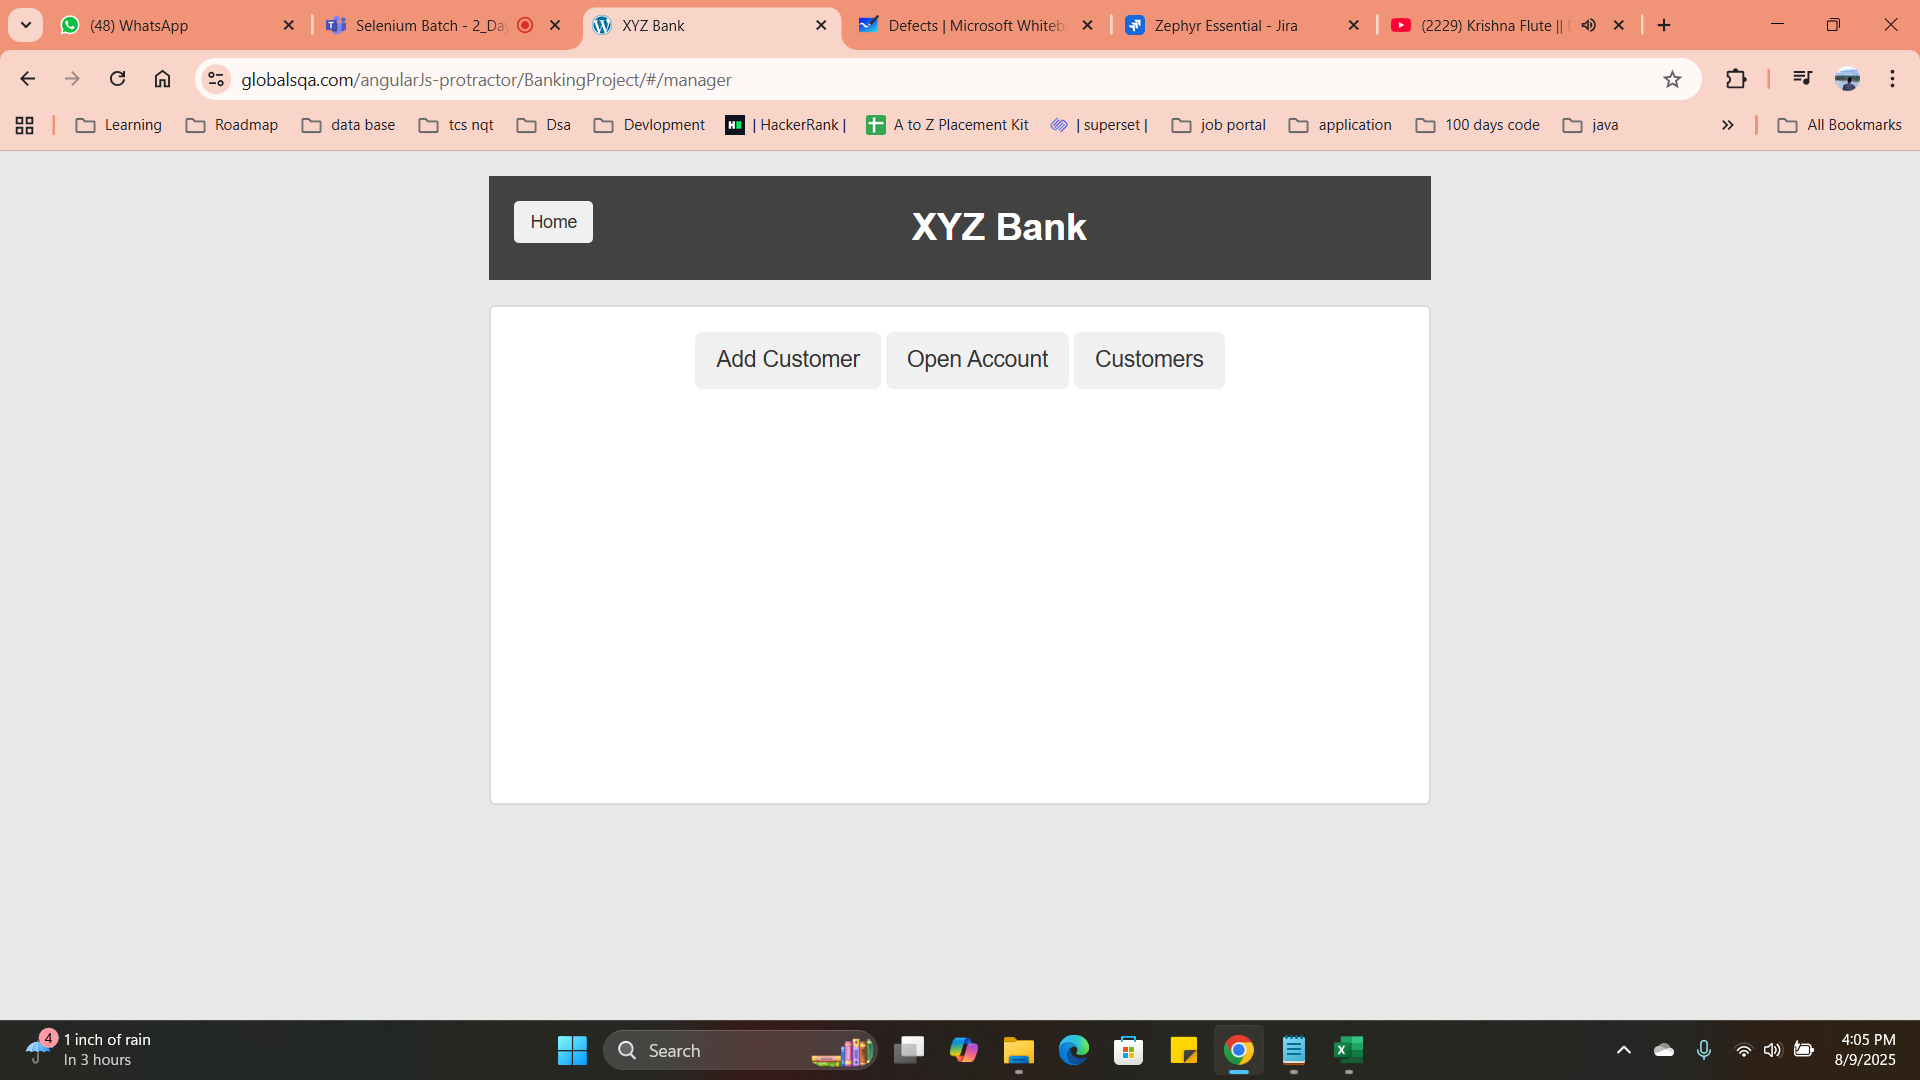 (48) WhatsApp
Selenium Batch - 2_Da
XYZ Bank
Defects | Microsoft Whiteb
Zephyr Essential - Jira
(2229) Krishna Flute ||
globalsqa.com/angularJs-protractor/BankingProject/#/manager
Learning
Roadmap
data base
tcs nqt
Dsa
Devlopment
| HackerRank |
A to Z Placement Kit
| superset |
job portal
application
100 days code
java
All Bookmarks
Home
XYZ Bank
Add Customer
Open Account
Customers
4
1 inch of rain
In 3 hours
Search
4:05 PM
8/9/2025